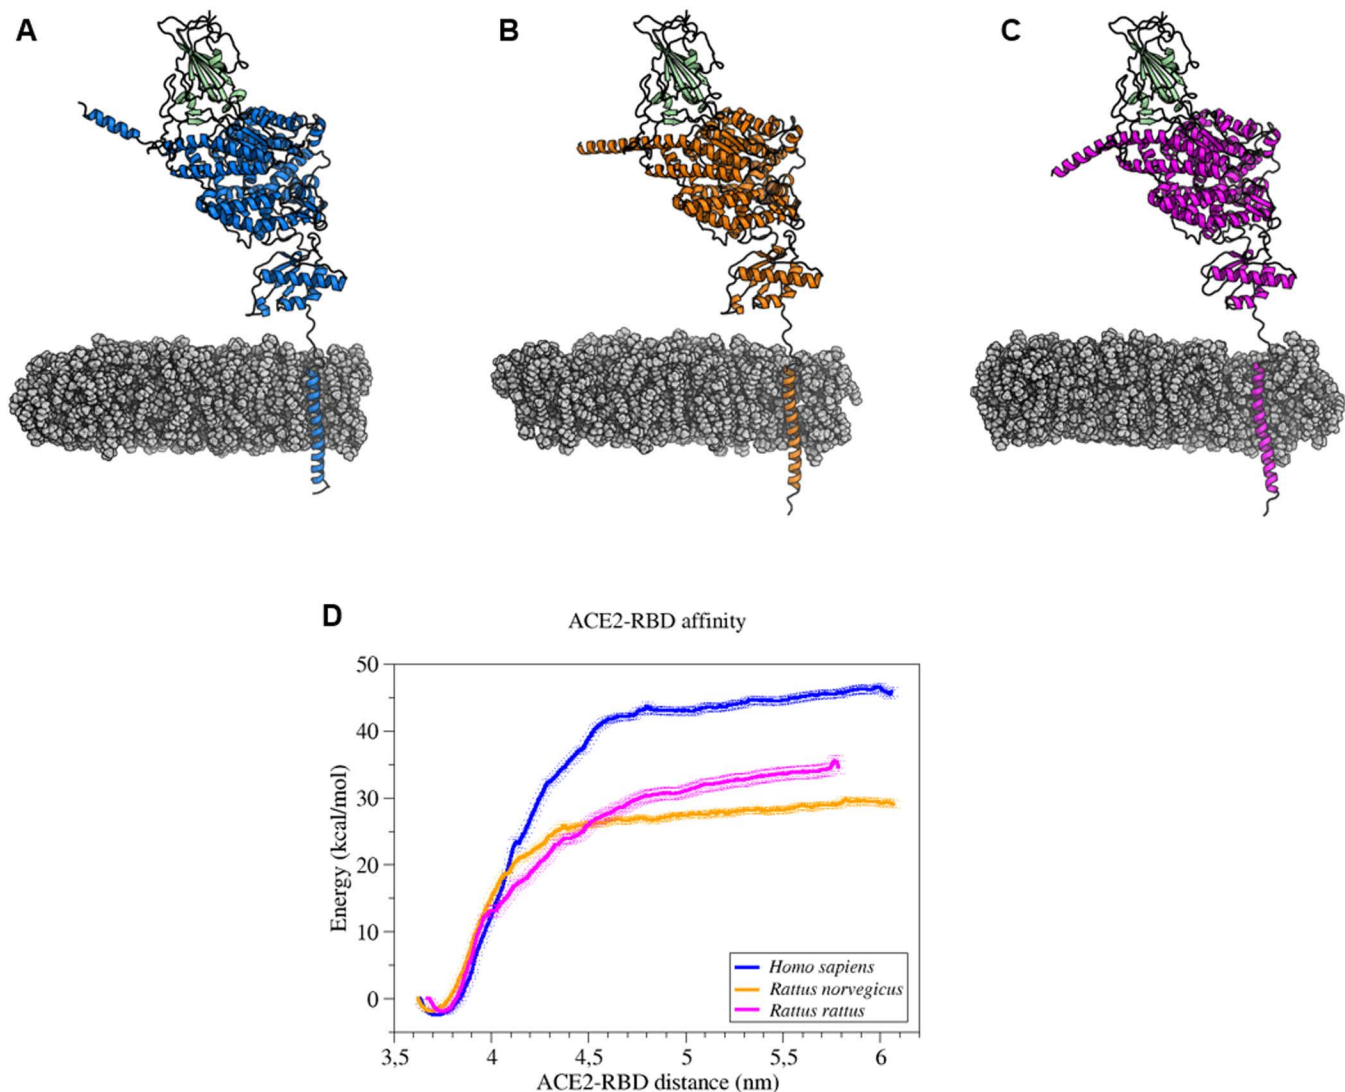 A
B
C
D
ACE2-RBD affinity
50
40
30
20
10
0
Energy (kcal/mol)
Homo sapiens
Rattus norvegicus
Rattus rattus
3,5
4
4,5
5
5,5
6
ACE2-RBD distance (nm)